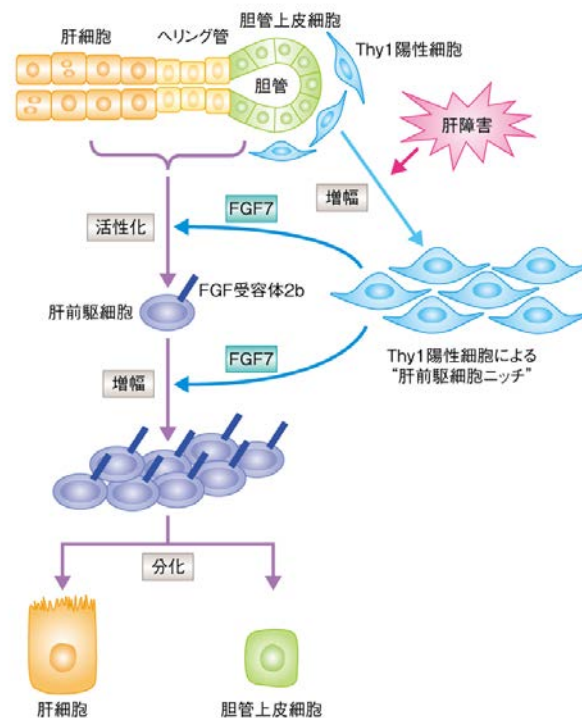 胆管上皮細胞
肝細胞
ヘリング管
Thy1陽性細胞
胆管
肝障害
増幅
FGF7
活性化
FGF受容体2b
肝前駆細胞
FGF7
Thy1陽性細胞による
“肝前駆細胞ニッチ”
増幅
分化
肝細胞
胆管上皮細胞